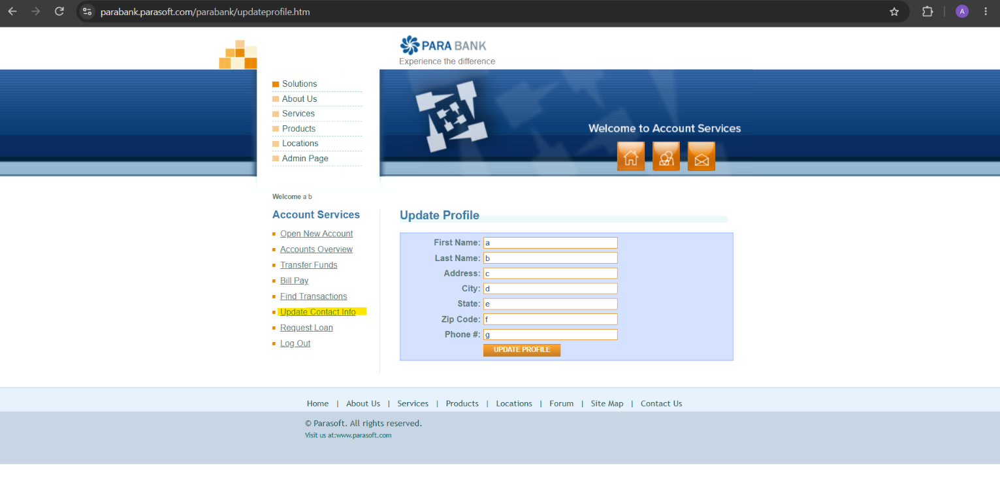 parabank.parasoft.com/parabank/updateprofile.htm
A
PARA BANK
Experience the difference
Solutions
About Us
Services
Products
Locations
Admin Page
Welcome to Account Services
Welcome a b
Account Services
Open New Account
Accounts Overview
Transfer Funds
Bill Pay
Find Transactions
Update Contact Info
Request Loan
Log Out
Update Profile
First Name: a
Last Name: b
Address: c
City: d
State: e
Zip Code: f
Phone #: g
UPDATE PROFILE
Home | About Us | Services | Products | Locations | Forum | Site Map | Contact Us
© Parasoft. All rights reserved.
Visit us at:www.parasoft.com